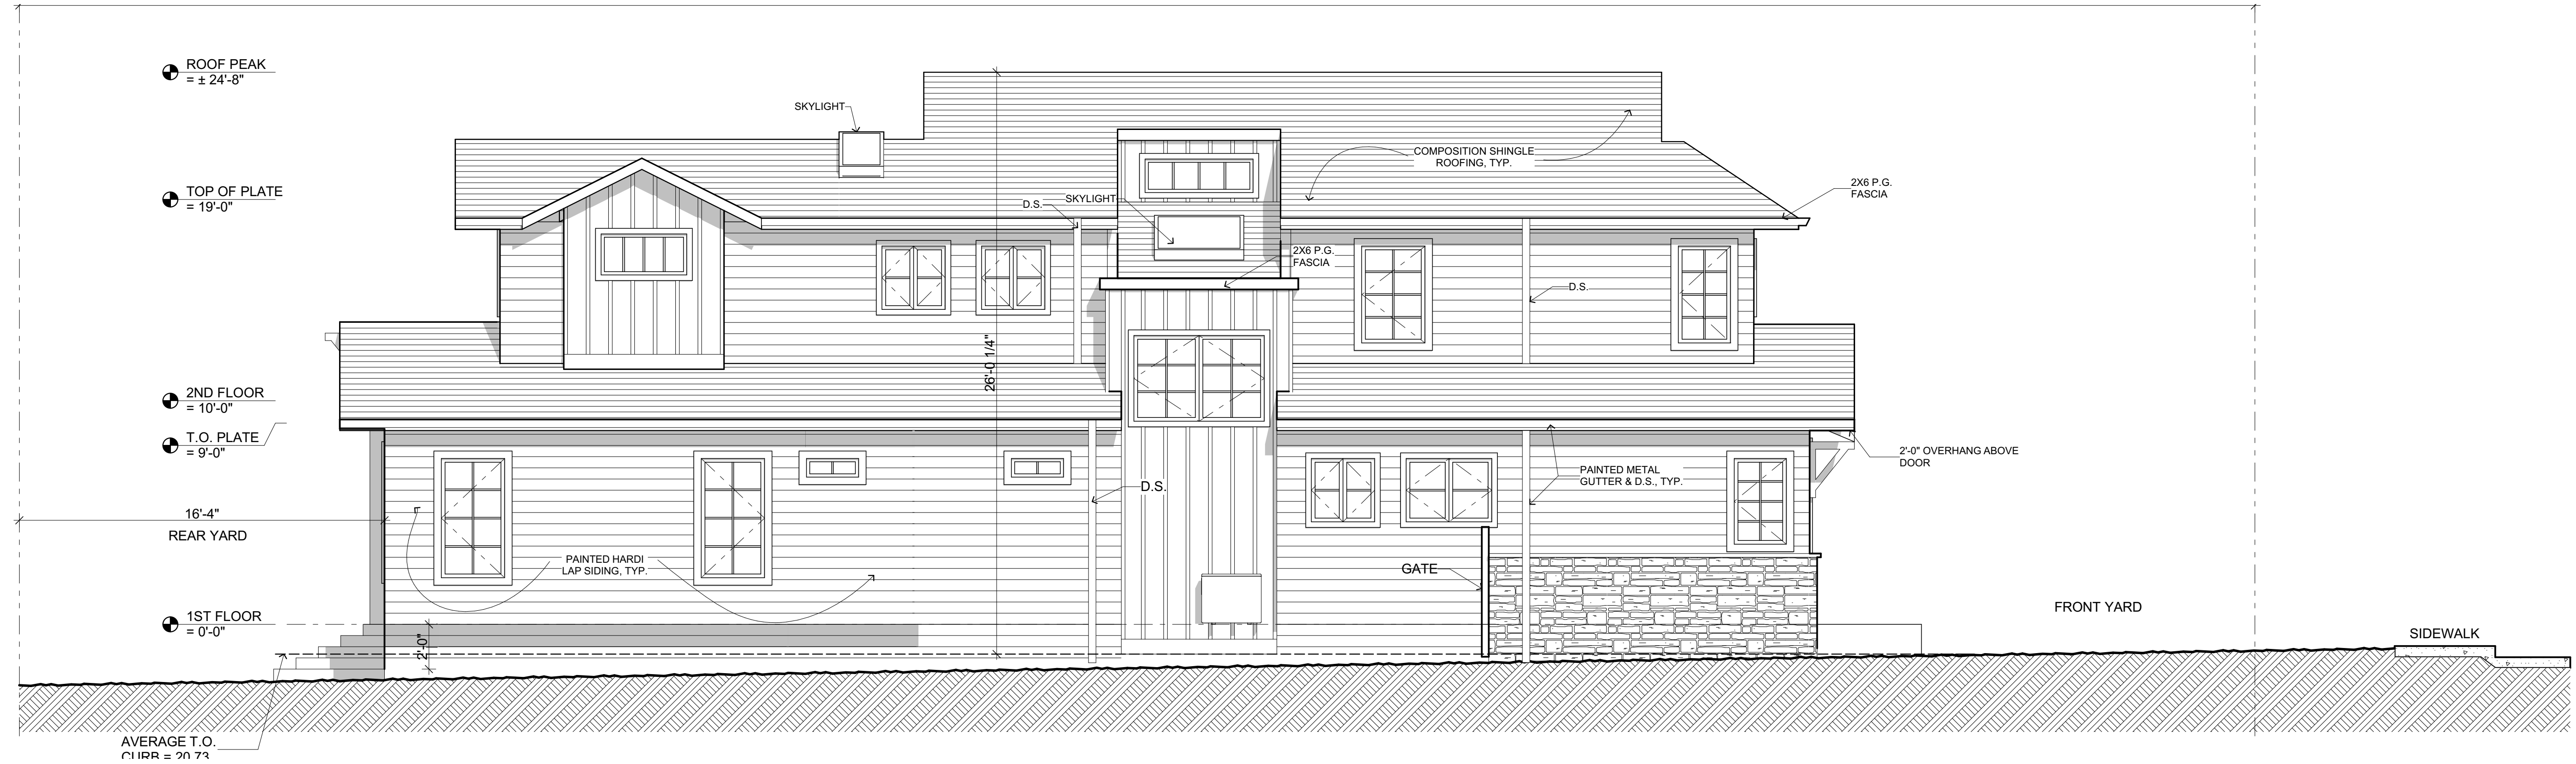 ROOF PEAK
= ± 24'-8"
SKYLIGHT
COMPOSITION SHINGLE
ROOFING, TYP.
TOP OF PLATE
= 19'-0"
D.S.
SKYLIGHT
2X6 P.G.
FASCIA
2X6 P.G.
FASCIA
D.S.
26'-0 1/4"
2ND FLOOR
= 10'-0"
T.O. PLATE
= 9'-0"
2'-0" OVERHANG ABOVE
DOOR
PAINTED METAL
GUTTER & D.S., TYP.
D.S.
16'-4"
REAR YARD
PAINTED HARDI
LAP SIDING, TYP.
GATE
1ST FLOOR
= 0'-0"
2'-0"
FRONT YARD
SIDEWALK
AVERAGE T.O.
CURB = 20.73